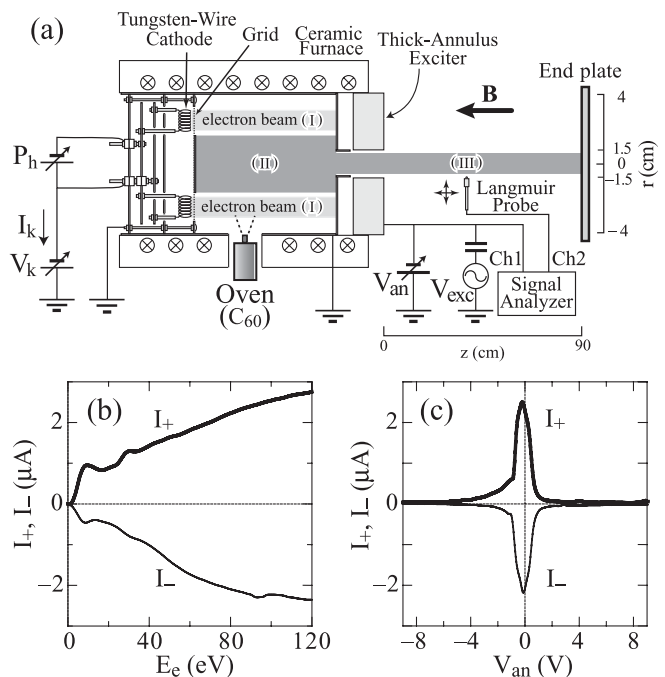 (a)
Tungsten-Wire
Cathode
Grid
Ceramic
Furnace
Thick-Annulus
Exciter
End plate
B
electron beam (I)
(II)
(III)
electron beam (I)
4
1.5
0
−1.5
−4
r (cm)
Langmuir
Probe
Ph
Ik
Vk
Oven
(C60)
Van
Vexc
Ch1
Ch2
Signal
Analyzer
0
90
z (cm)
(b)
I+
I−
I+, I− (μA)
2
0
−2
0 40 80 120
Ee (eV)
(c)
I+
I−
I+, I− (μA)
2
0
−2
−8 −4 0 4 8
Van (V)